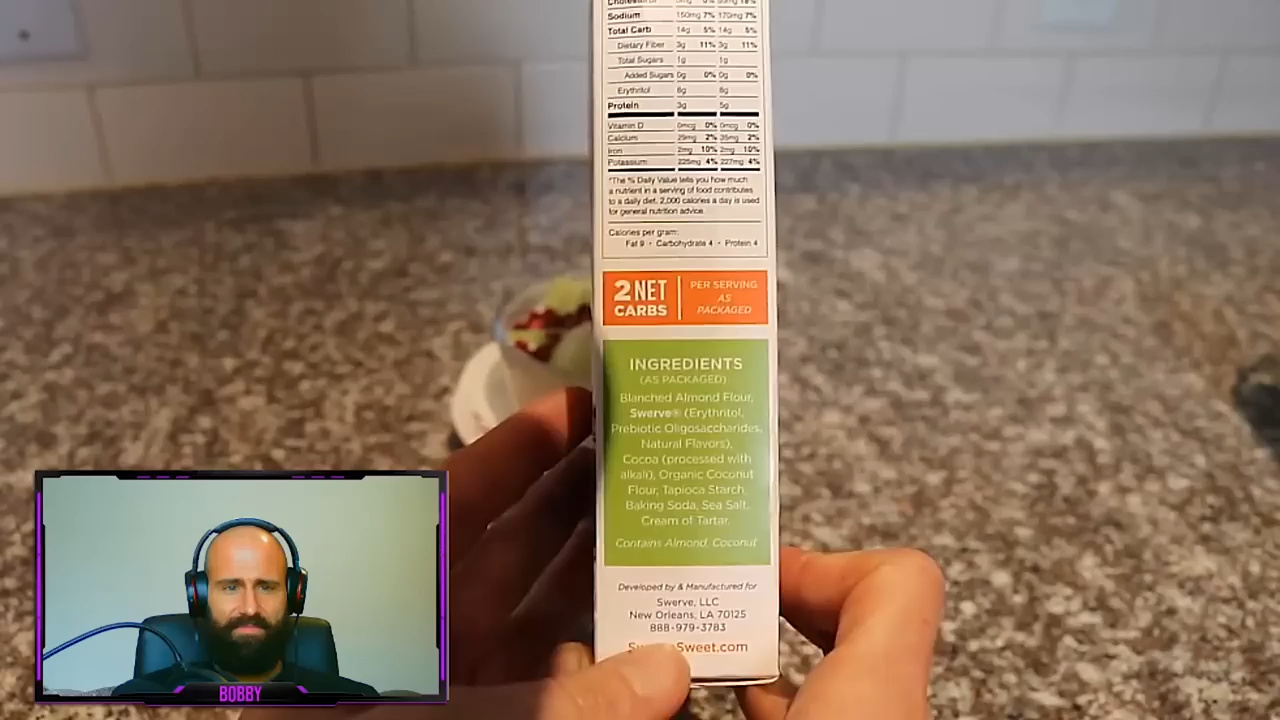 Sodium 150mg 7% 170mg 7%
Total Carb 14g 5% 14g 5%
Dietary Fiber 3g 11% 3g 11%
Total Sugars 1g 1g
Added Sugars 0g 0% 0g 0%
Erythritol 8g 8g
Protein 3g 5g
Vitamin D 0mcg 0% 0mcg 0%
Calcium 29mg 2% 35mg 2%
Iron 2mg 10% 2mg 10%
Potassium 225mg 4% 227mg 4%
*The % Daily Value tells you how much
a nutrient in a serving of food contributes
to a daily diet. 2,000 calories a day is used
for general nutrition advice.
Calories per gram:
Fat 9 • Carbohydrate 4 • Protein 4
2 NET
CARBS
PER SERVING
AS
PACKAGED
INGREDIENTS
(AS PACKAGED)
Blanched Almond Flour,
Swerve® (Erythritol,
Prebiotic Oligosaccharides,
Natural Flavors),
Cocoa (processed with
alkali), Organic Coconut
Flour, Tapioca Starch,
Baking Soda, Sea Salt,
Cream of Tartar.
Contains Almond, Coconut
Developed by & Manufactured for
Swerve, LLC
New Orleans, LA 70125
888-979-3783
Sweet.com
BOBBY